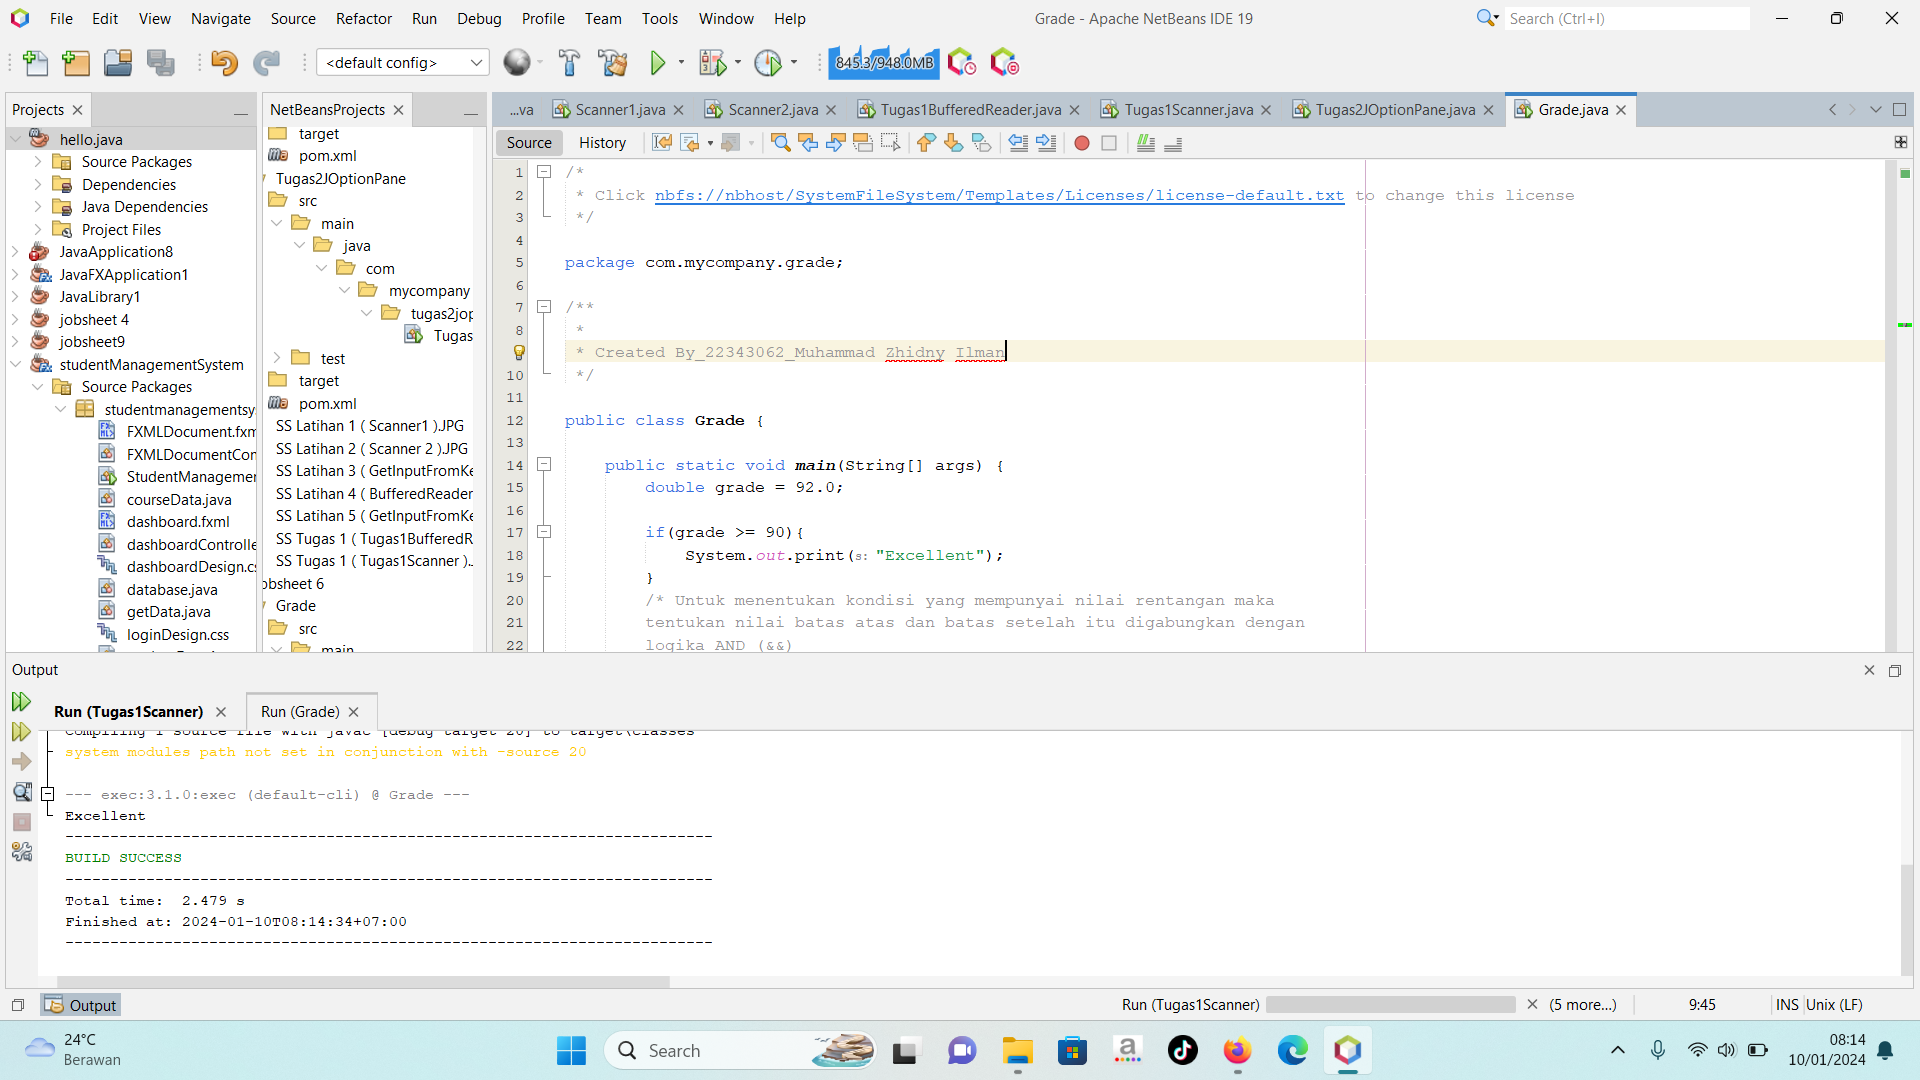 File Edit View Navigate Source Refactor Run Debug Profile Team Tools Window Help
Grade - Apache NetBeans IDE 19
Search (Ctrl+I)
<default config>
845.3/948.0MB
Projects
hello.java
Source Packages
Dependencies
Java Dependencies
Project Files
JavaApplication8
JavaFXApplication1
JavaLibrary1
jobsheet 4
jobsheet9
studentManagementSystem
Source Packages
studentmanagementsy
FXMLDocument.fxm
FXMLDocumentCon
StudentManagemen
courseData.java
dashboard.fxml
dashboardControlle
dashboardDesign.cs
database.java
getData.java
loginDesign.css
NetBeansProjects
target
pom.xml
Tugas2JOptionPane
src
main
java
com
mycompany
tugas2jop
Tugas
test
target
pom.xml
SS Latihan 1 ( Scanner1 ).JPG
SS Latihan 2 ( Scanner 2 ).JPG
SS Latihan 3 ( GetInputFromKe
SS Latihan 4 ( BufferedReader
SS Latihan 5 ( GetInputFromKe
SS Tugas 1 ( Tugas1BufferedR
SS Tugas 1 ( Tugas1Scanner ).
obsheet 6
Grade
src
main
...va Scanner1.java Scanner2.java Tugas1BufferedReader.java Tugas1Scanner.java Tugas2JOptionPane.java Grade.java
Source History
1 /*
2 * Click nbfs://nbhost/SystemFileSystem/Templates/Licenses/license-default.txt to change this license
3 */
4
5 package com.mycompany.grade;
6
7 /**
8 *
* Created By_22343062_Muhammad Zhidny Ilman
10 */
11
12 public class Grade {
13
14 public static void main(String[] args) {
15 double grade = 92.0;
16
17 if(grade >= 90){
18 System.out.print(s: "Excellent");
19 }
20 /* Untuk menentukan kondisi yang mempunyai nilai rentangan maka
21 tentukan nilai batas atas dan batas setelah itu digabungkan dengan
22 logika AND (&&)
Output
Run (Tugas1Scanner) Run (Grade)
Compiling 1 source file with javac [debug target 20] to target\classes
system modules path not set in conjunction with -source 20
--- exec:3.1.0:exec (default-cli) @ Grade ---
Excellent
------------------------------------------------------------------------
BUILD SUCCESS
------------------------------------------------------------------------
Total time:  2.479 s
Finished at: 2024-01-10T08:14:34+07:00
------------------------------------------------------------------------
Output
Run (Tugas1Scanner) (5 more...) 9:45 INS Unix (LF)
24°C
Berawan
Search
08:14
10/01/2024